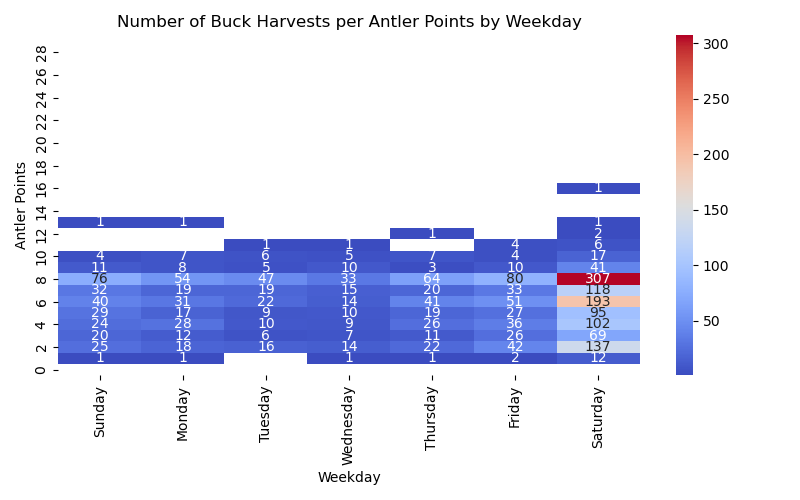 Number of Buck Harvests per Antler Points by Weekday
28
26
24
22
20
18
16
14
12
10
8
6
4
2
0
Antler Points
1
1 1 1
1 2
1 1 4 6
4 7 6 5 7 4 17
11 8 5 10 3 10 41
76 54 47 33 64 80 307
32 19 19 15 20 33 118
40 31 22 14 41 51 193
29 17 9 10 19 27 95
24 28 10 9 26 36 102
20 12 6 7 11 26 69
25 18 16 14 22 42 137
1 1 1 1 2 12
Sunday
Monday
Tuesday
Wednesday
Thursday
Friday
Saturday
Weekday
300
250
200
150
100
50